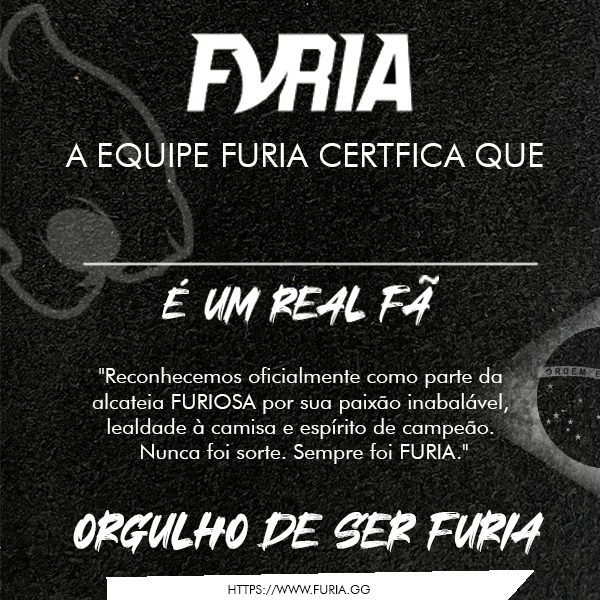 FURIA
A EQUIPE FURIA CERTFICA QUE
É UM REAL FÃ
"Reconhecemos oficialmente como parte da
alcateia FURIOSA por sua paixão inabalável,
lealdade à camisa e espírito de campeão.
Nunca foi sorte. Sempre foi FURIA."
ORDEM E
ORGULHO DE SER FURIA
HTTPS://WWW.FURIA.GG